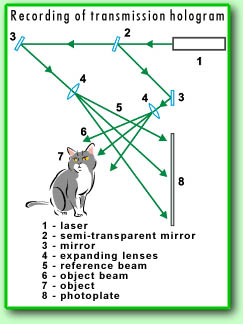 Recording of transmission hologram
3
2
1
4
3
5
4
6
7
8
1 - laser
2 - semi-transparent mirror
3 - mirror
4 - expanding lenses
5 - reference beam
6 - object beam
7 - object
8 - photoplate